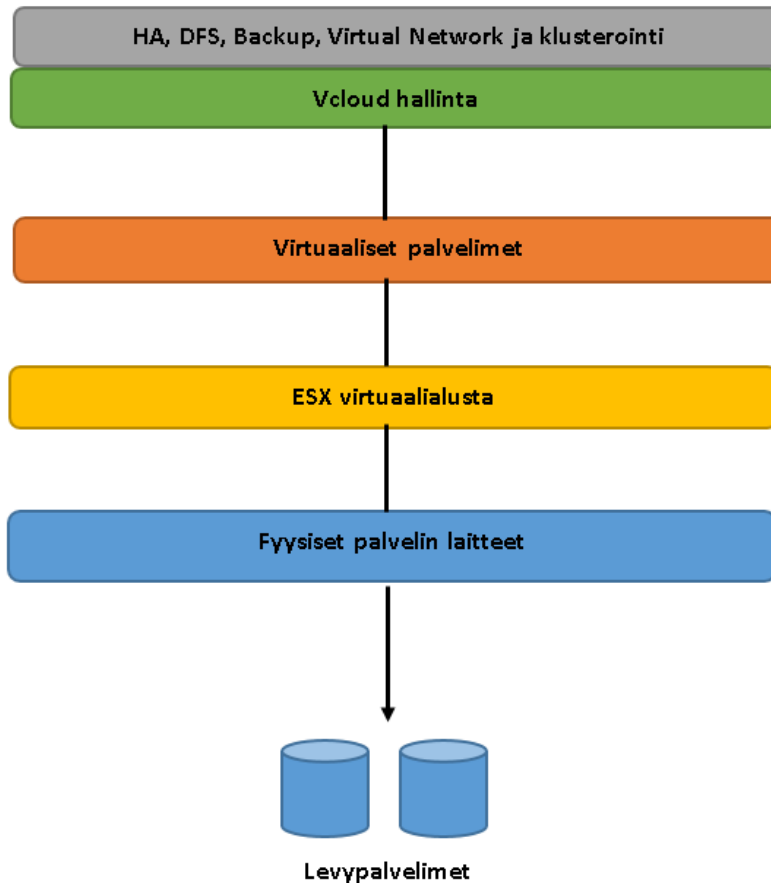 HA, DFS, Backup, Virtual Network ja klusterointi
Vcloud hallinta
Virtuaaliset palvelimet
ESX virtuaalialusta
Fyysiset palvelin laitteet
Levypalvelimet